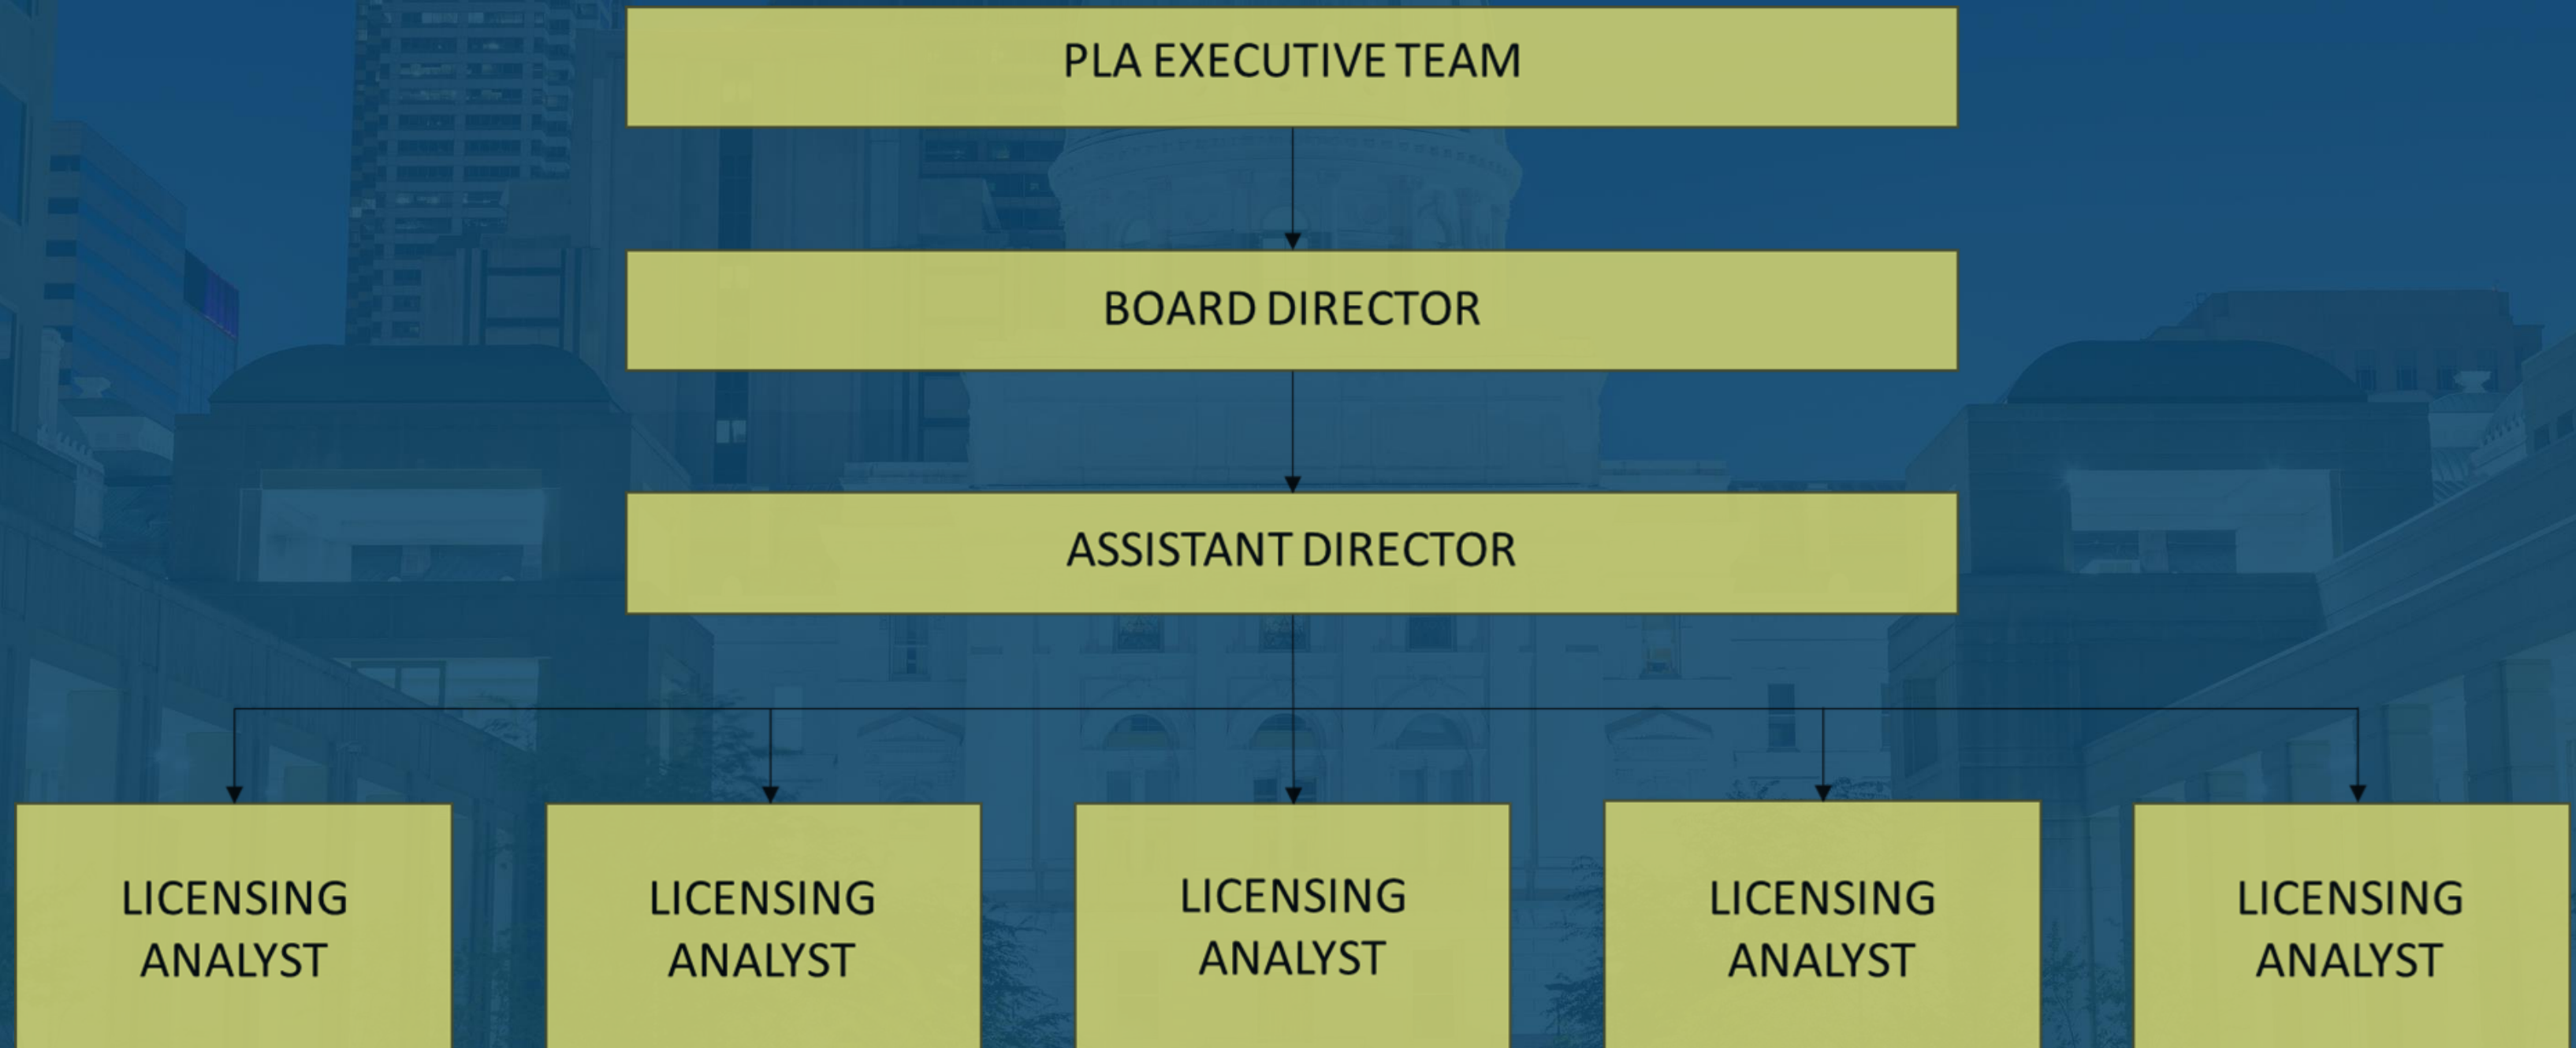 PLA EXECUTIVE TEAM
BOARD DIRECTOR
ASSISTANT DIRECTOR
LICENSING
ANALYST
LICENSING
ANALYST
LICENSING
ANALYST
LICENSING
ANALYST
LICENSING
ANALYST